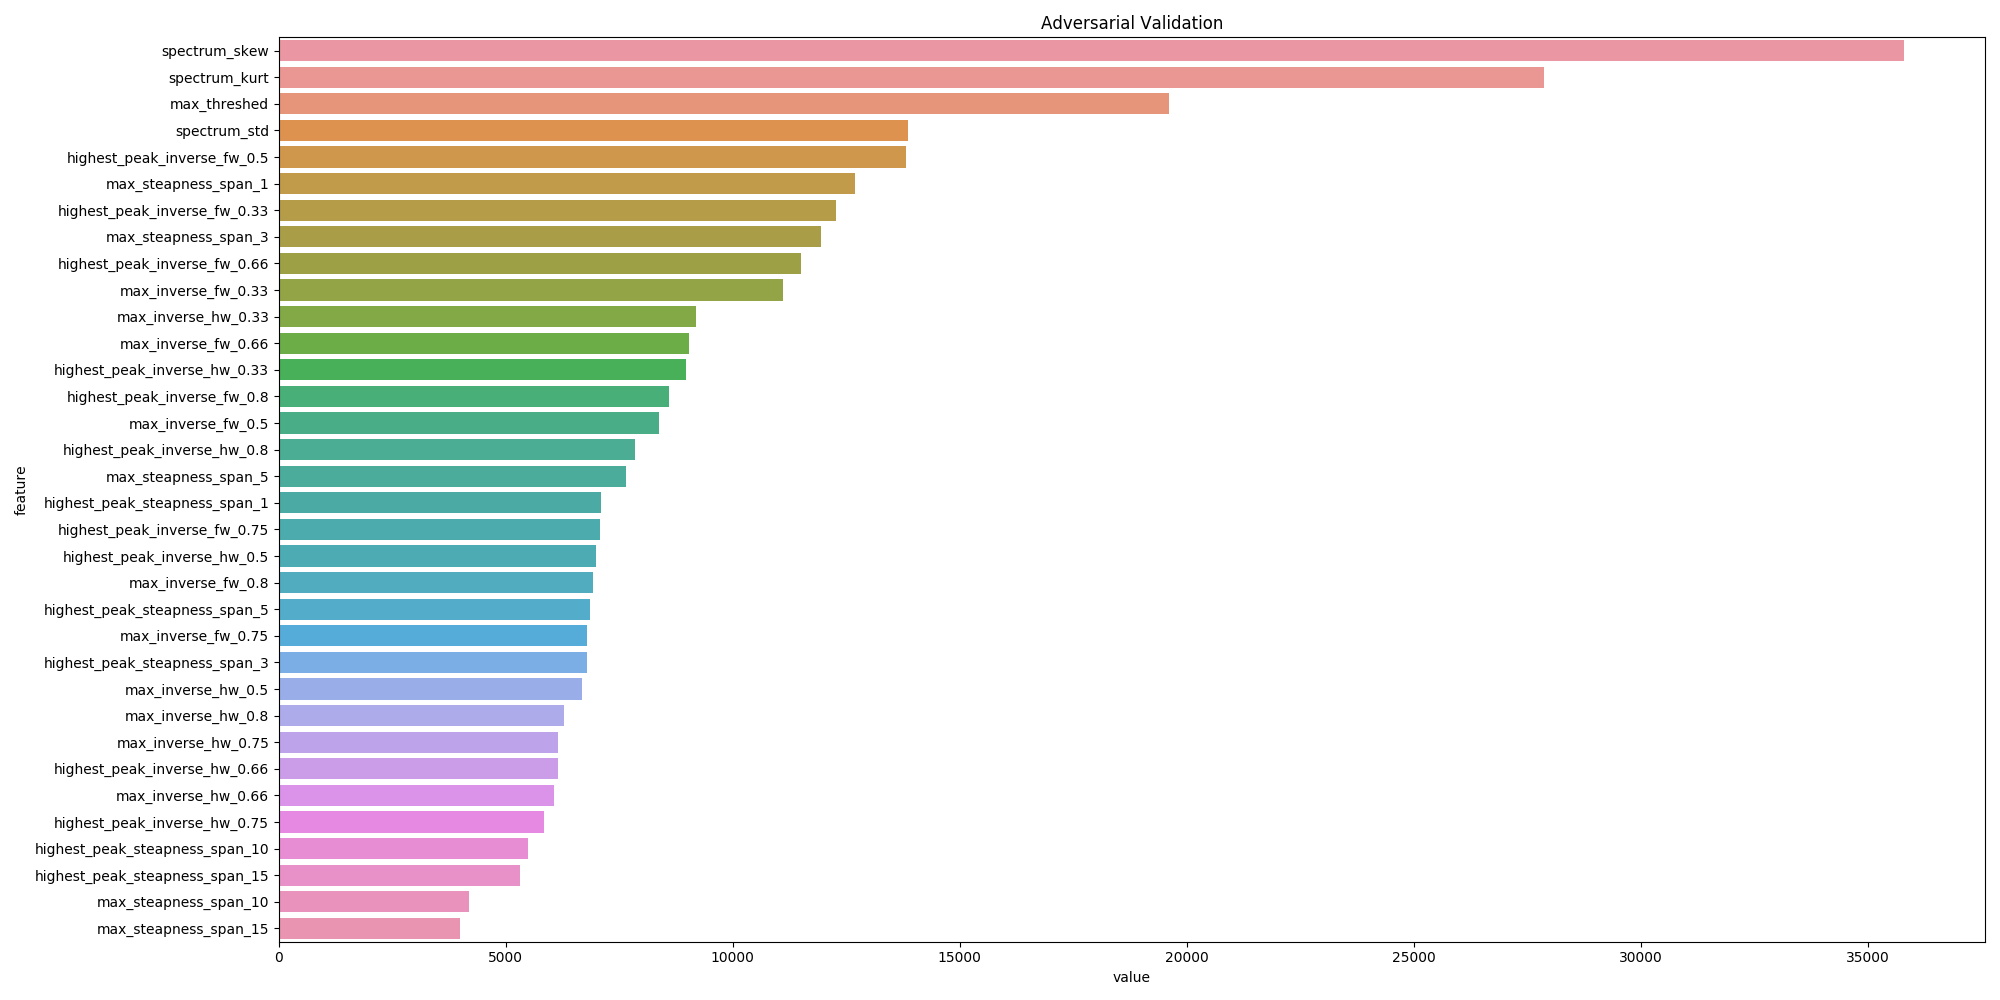 Adversarial Validation
spectrum_skew
spectrum_kurt
max_threshed
spectrum_std
highest_peak_inverse_fw_0.5
max_steapness_span_1
highest_peak_inverse_fw_0.33
max_steapness_span_3
highest_peak_inverse_fw_0.66
max_inverse_fw_0.33
max_inverse_hw_0.33
max_inverse_fw_0.66
highest_peak_inverse_hw_0.33
highest_peak_inverse_fw_0.8
max_inverse_fw_0.5
highest_peak_inverse_hw_0.8
max_steapness_span_5
highest_peak_steapness_span_1
highest_peak_inverse_fw_0.75
highest_peak_inverse_hw_0.5
max_inverse_fw_0.8
highest_peak_steapness_span_5
max_inverse_fw_0.75
highest_peak_steapness_span_3
max_inverse_hw_0.5
max_inverse_hw_0.8
max_inverse_hw_0.75
highest_peak_inverse_hw_0.66
max_inverse_hw_0.66
highest_peak_inverse_hw_0.75
highest_peak_steapness_span_10
highest_peak_steapness_span_15
max_steapness_span_10
max_steapness_span_15
feature
0 5000 10000 15000 20000 25000 30000 35000
value